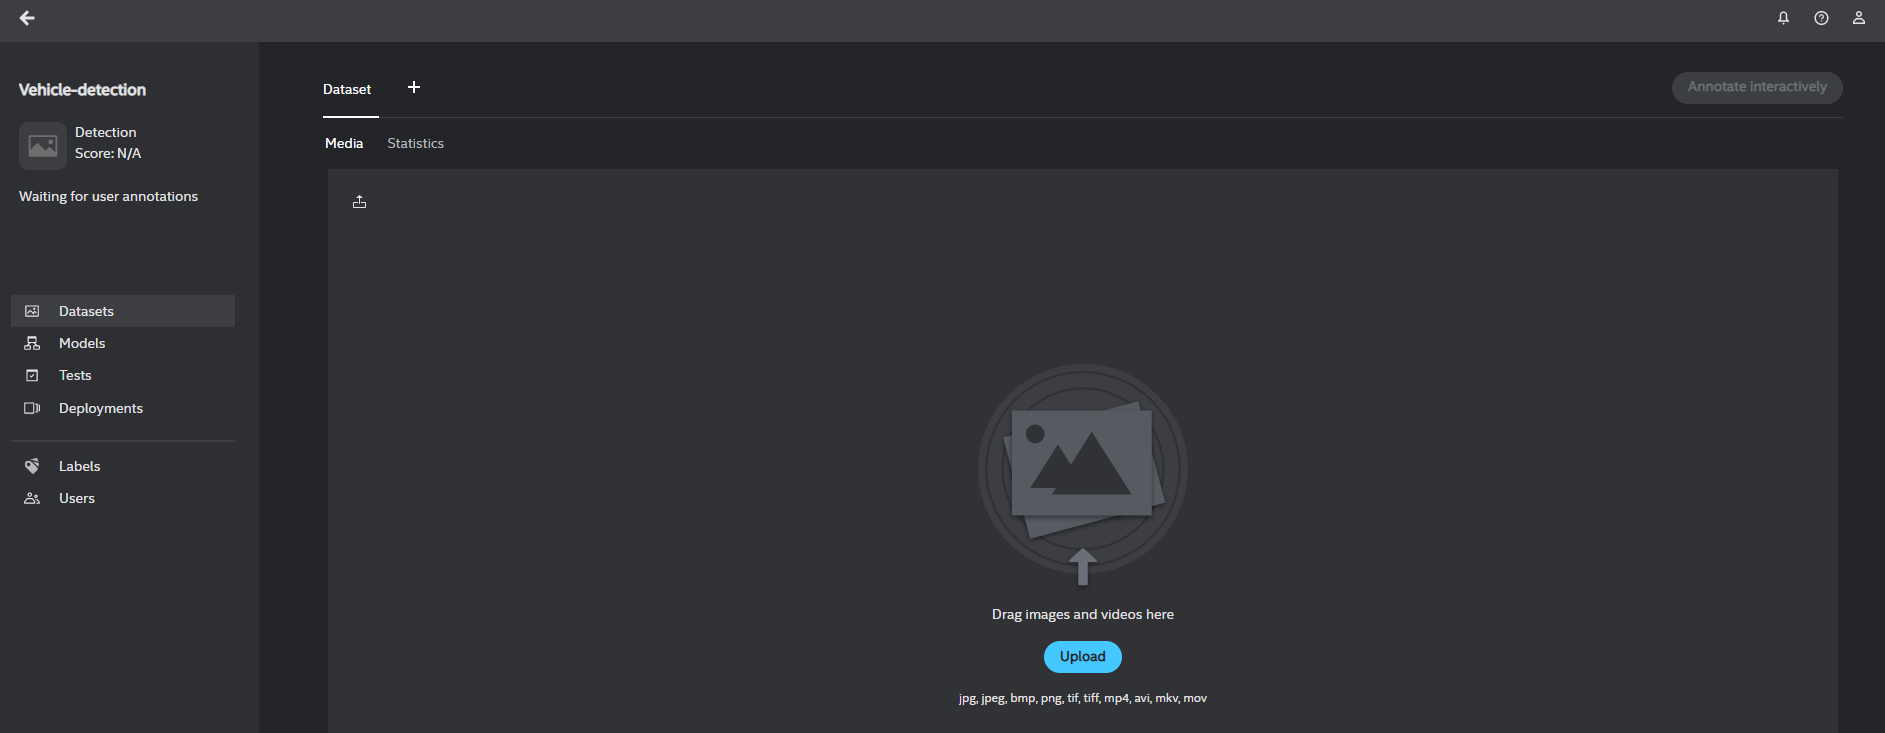 Vehicle-detection
Detection
Score: N/A
Waiting for user annotations
Datasets
Models
Tests
Deployments
Labels
Users
Dataset
Annotate interactively
Media Statistics
Drag images and videos here
Upload
jpg, jpeg, bmp, png, tif, tiff, mp4, avi, mkv, mov